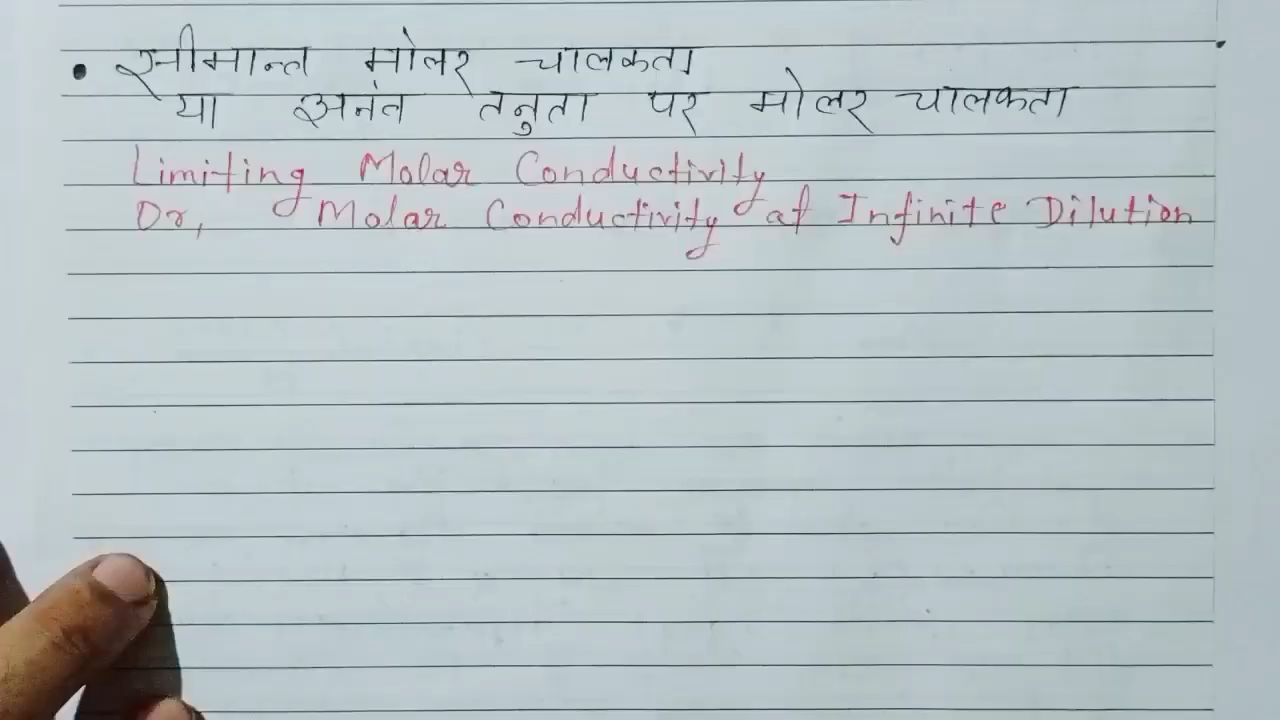 • सीमान्त मोलर चालकता
या अनंत तनुता पर मोलर चालकता
Limiting Molar Conductivity
Or, Molar Conductivity at Infinite Dilution